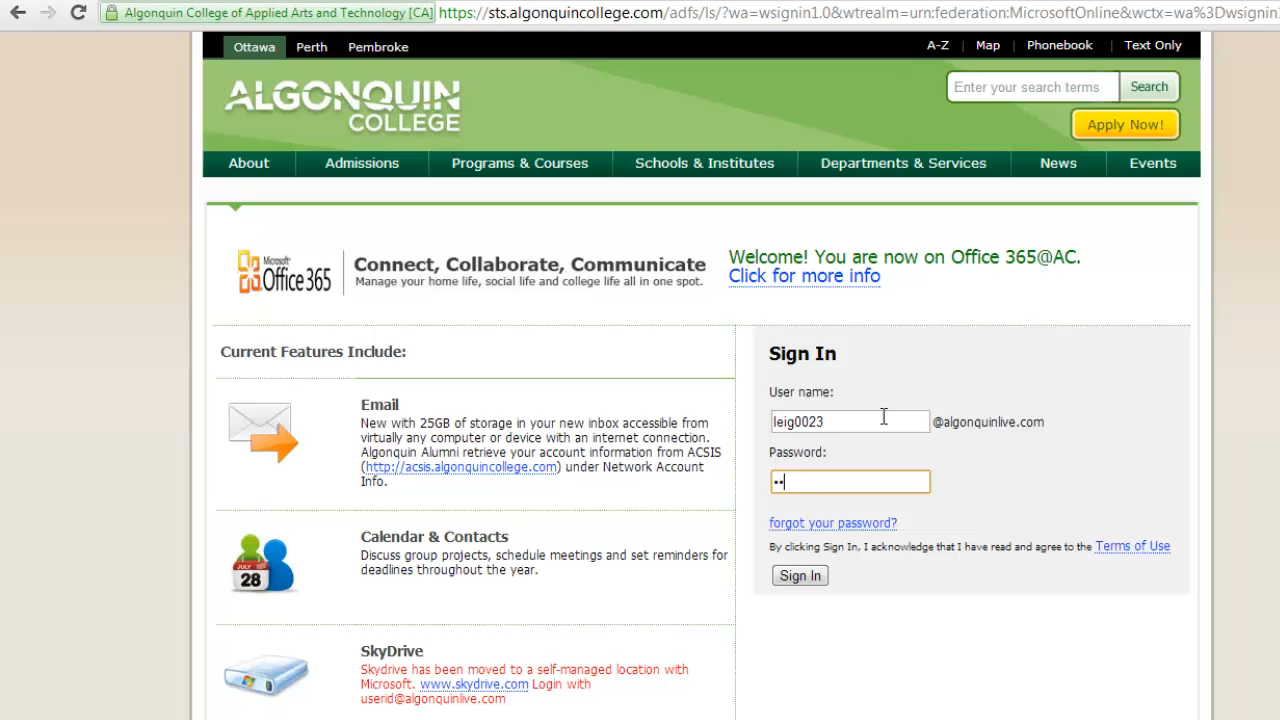 Algonquin College of Applied Arts and Technology [CA] https://sts.algonquincollege.com/adfs/ls/?wa=wsignin1.0&wtrealm=urn:federation:MicrosoftOnline&wctx=wa%3Dwsignin
Ottawa Perth Pembroke A-Z | Map | Phonebook | Text Only
ALGONQUIN
COLLEGE
Enter your search terms Search
Apply Now!
About Admissions Programs & Courses Schools & Institutes Departments & Services News Events
Microsoft
Office 365
Connect, Collaborate, Communicate
Manage your home life, social life and college life all in one spot.
Welcome! You are now on Office 365@AC.
Click for more info
Current Features Include:
Email
New with 25GB of storage in your new inbox accessible from
virtually any computer or device with an internet connection.
Algonquin Alumni retrieve your account information from ACSIS
(http://acsis.algonquincollege.com) under Network Account
Info.
JULY
28
Calendar & Contacts
Discuss group projects, schedule meetings and set reminders for
deadlines throughout the year.
SkyDrive
Skydrive has been moved to a self-managed location with
Microsoft. www.skydrive.com Login with
userid@algonquinlive.com
Sign In
User name:
leig0023 @algonquinlive.com
Password:
••
forgot your password?
By clicking Sign In, I acknowledge that I have read and agree to the Terms of Use
Sign In